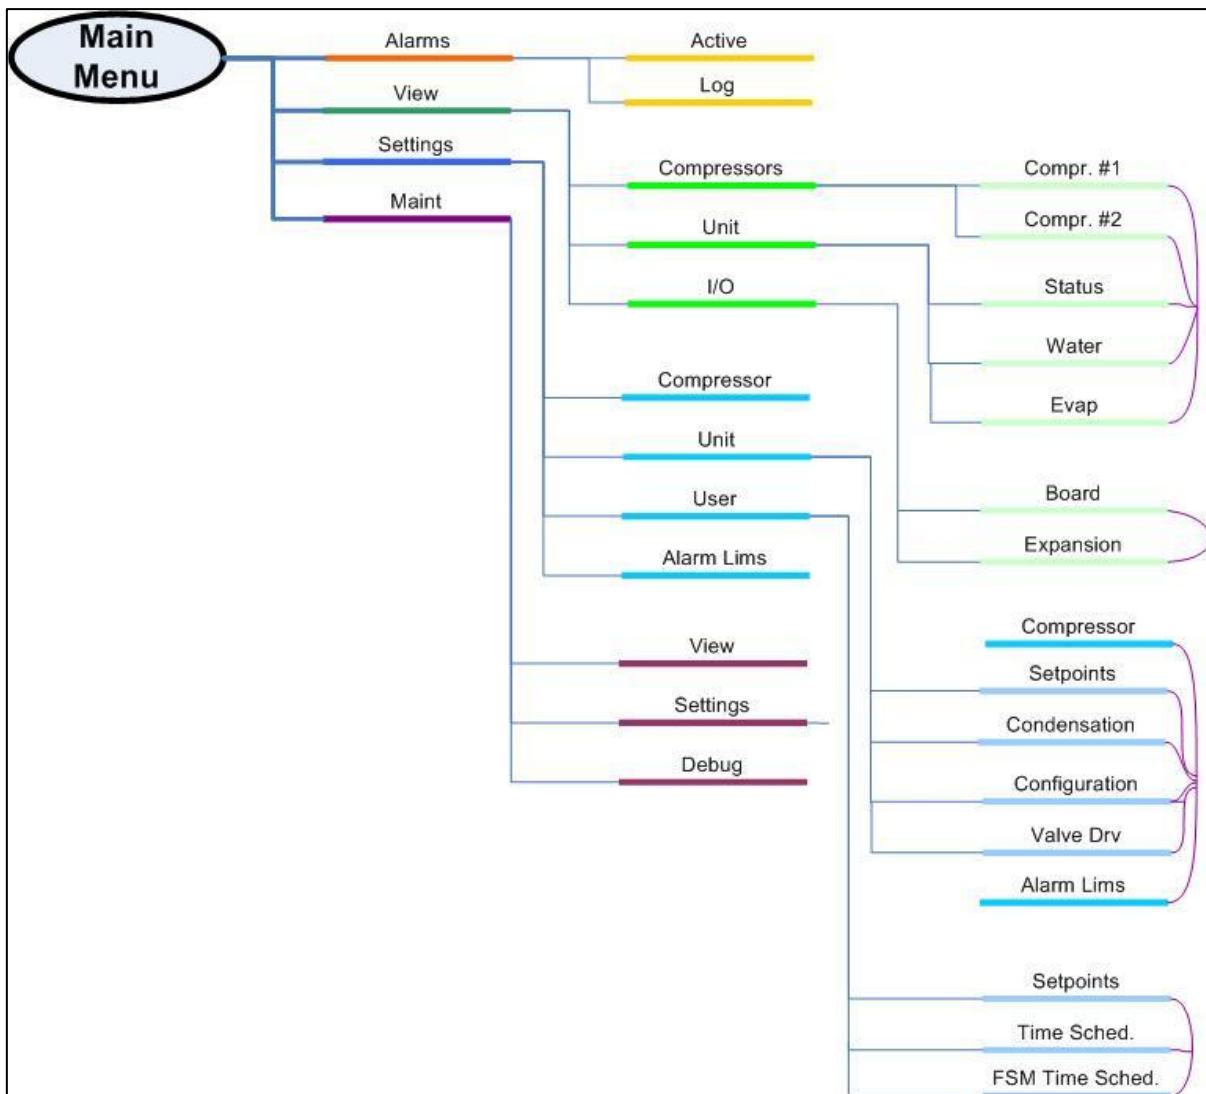 Main
Menu
Alarms
Active
Log
View
Settings
Maint
Compressors
Compr. #1
Compr. #2
Unit
Status
I/O
Water
Evap
Compressor
Unit
User
Alarm Lims
Board
Expansion
View
Settings
Debug
Compressor
Setpoints
Condensation
Configuration
Valve Drv
Alarm Lims
Setpoints
Time Sched.
FSM Time Sched.